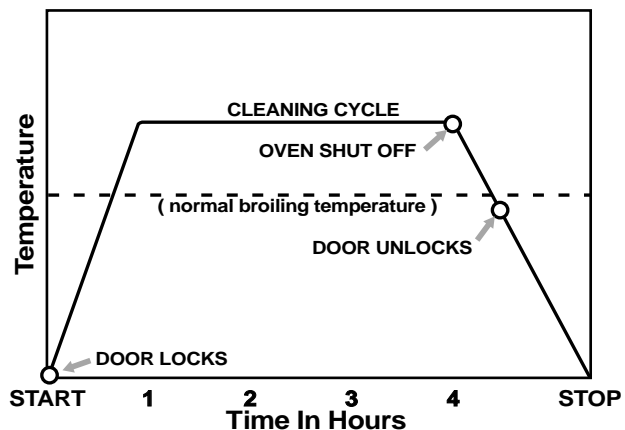 CLEANING CYCLE
OVEN SHUT OFF
( normal broiling temperature )
DOOR UNLOCKS
DOOR LOCKS
Temperature
START 1 2 3 4 STOP
Time In Hours